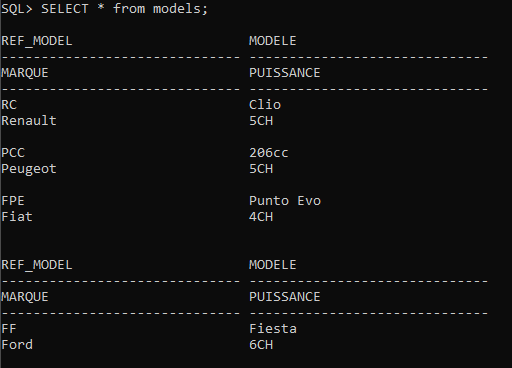 SQL> SELECT * from models;
REF_MODEL                      MODELE
------------------------------ ------------------------------
MARQUE                         PUISSANCE
------------------------------ ------------------------------
RC                             Clio
Renault                        5CH
PCC                            206cc
Peugeot                        5CH
FPE                            Punto Evo
Fiat                           4CH
REF_MODEL                      MODELE
------------------------------ ------------------------------
MARQUE                         PUISSANCE
------------------------------ ------------------------------
FF                             Fiesta
Ford                           6CH